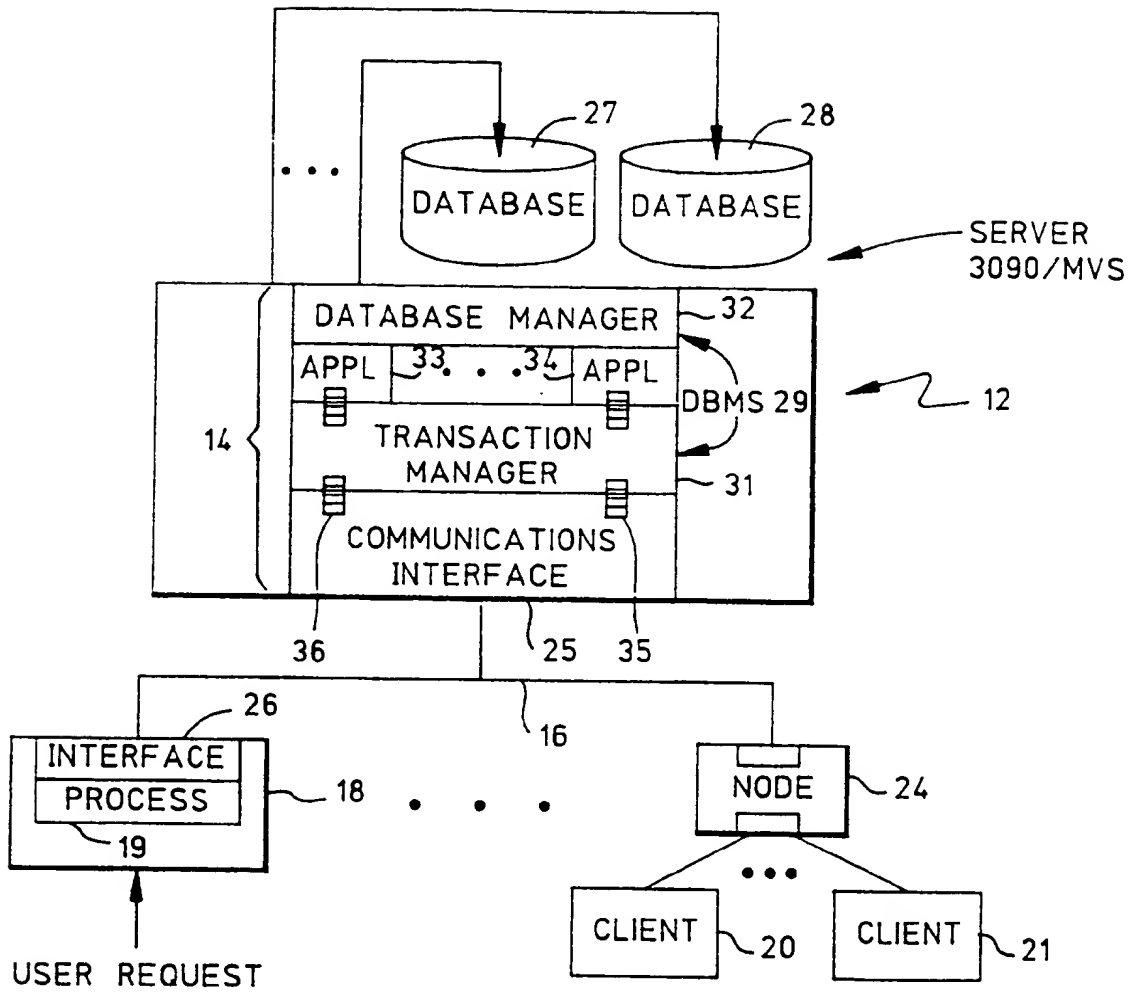 27
28
DATABASE
DATABASE
SERVER
3090/MVS
DATABASE MANAGER
32
APPL
33
34
APPL
DBMS 29
12
14
TRANSACTION
MANAGER
31
COMMUNICATIONS
INTERFACE
36
25
35
26
16
INTERFACE
PROCESS
18
19
NODE
24
CLIENT
20
CLIENT
21
USER REQUEST